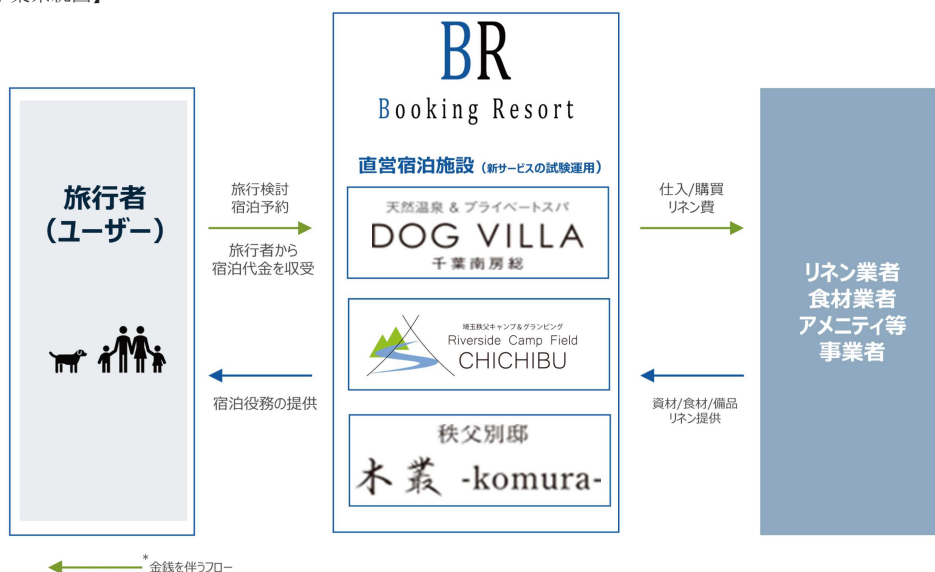 BR
Booking Resort
直営宿泊施設（新サービスの試験運用）
旅行者
（ユーザー）
旅行検討
宿泊予約
旅行者から
宿泊代金を収受
宿泊役務の提供
天然温泉 & プライベートスパ
DOG VILLA
千葉南房総
埼玉秩父キャンプ&グランピング
Riverside Camp Field
CHICHIBU
秩父別邸
木叢 -komura-
仕入/購買
リネン費
資材/食材/備品
リネン提供
リネン業者
食材業者
アメニティ等
事業者
*金銭を伴うフロー